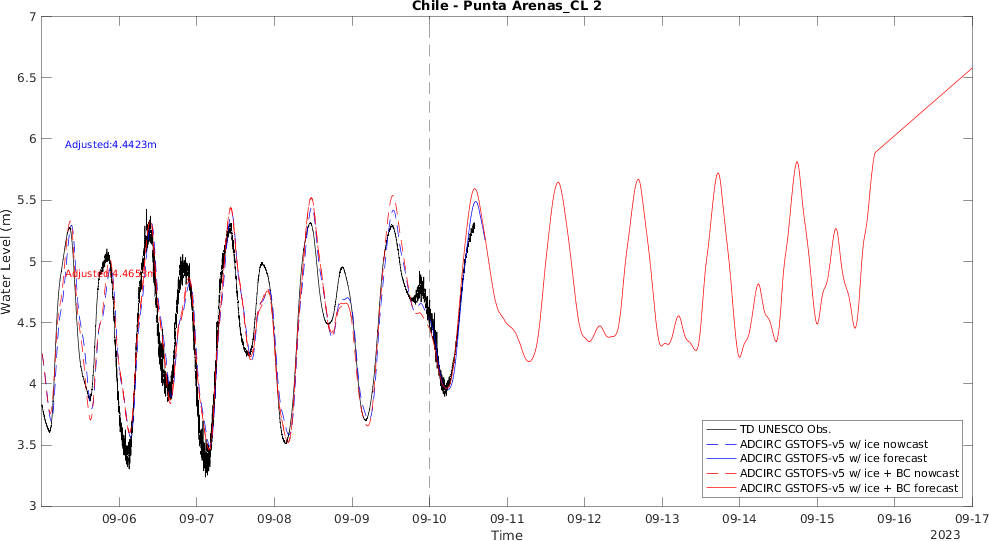 Chile - Punta Arenas_CL 2
7
6.5
6
5.5
5
4.5
4
3.5
3
Water Level (m)
Adjusted:4.4423m
Adjusted:4.4653m
TD UNESCO Obs.
ADCIRC GSTOFS-v5 w/ ice nowcast
ADCIRC GSTOFS-v5 w/ ice forecast
ADCIRC GSTOFS-v5 w/ ice + BC nowcast
ADCIRC GSTOFS-v5 w/ ice + BC forecast
09-06 09-07 09-08 09-09 09-10 09-11 09-12 09-13 09-14 09-15 09-16 09-17
Time
2023